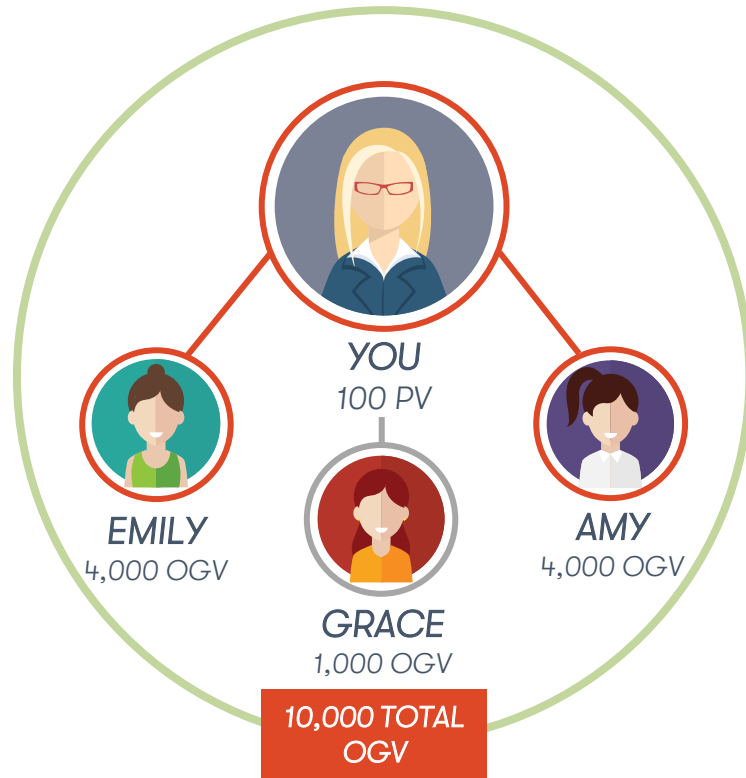 YOU
100 PV
EMILY
4,000 OGV
AMY
4,000 OGV
GRACE
1,000 OGV
10,000 TOTAL
OGV